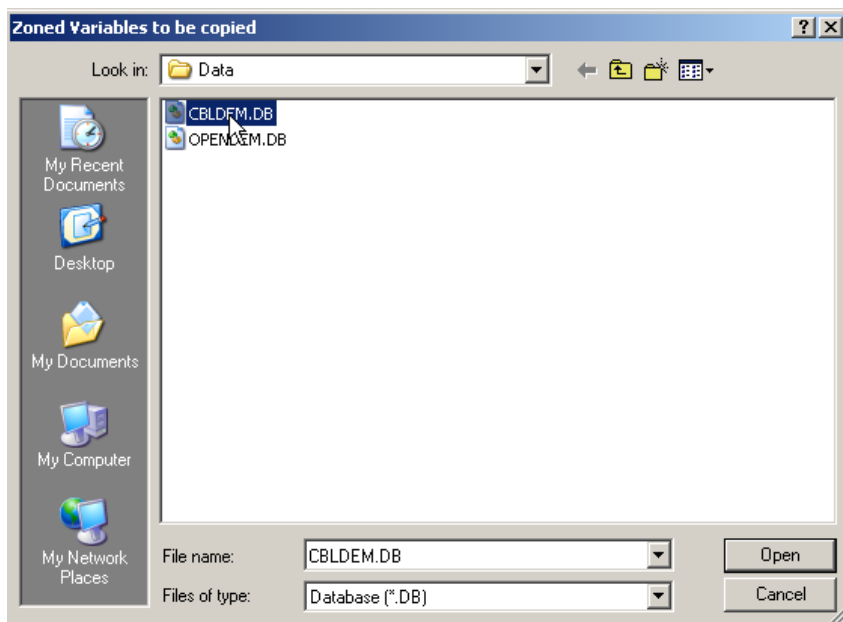 Zoned Variables to be copied
Look in:
Data
CBLDEM.DB
OPENDEM.DB
My Recent
Documents
Desktop
My Documents
My Computer
My Network
Places
File name:
CBLDEM.DB
Open
Files of type:
Database (*.DB)
Cancel